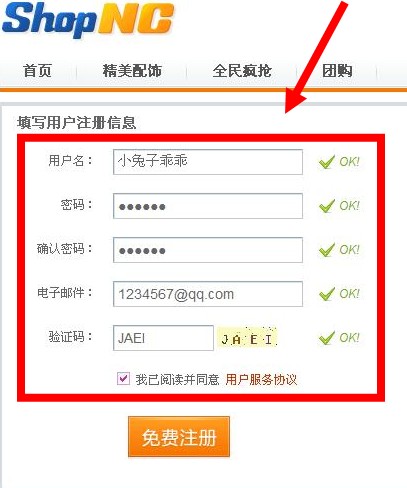 ShopNC
首页 精美配饰 全民疯抢 团购
填写用户注册信息
用户名： 小兔子乖乖 OK!
密码： ●●●●●● OK!
确认密码： ●●●●●● OK!
电子邮件： 1234567@qq.com OK!
验证码： JAEI JAEI OK!
我已阅读并同意 用户服务协议
免费注册